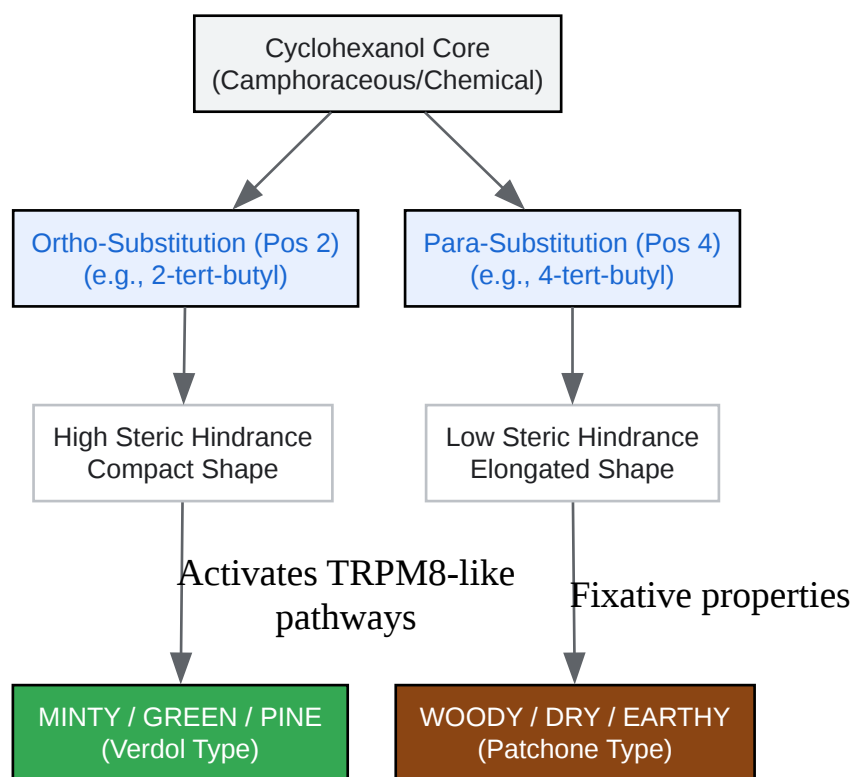 Cyclohexanol Core
(Camphoraceous/Chemical)
Ortho-Substitution (Pos 2)
(e.g., 2-tert-butyl)
Para-Substitution (Pos 4)
(e.g., 4-tert-butyl)
High Steric Hindrance
Compact Shape
Low Steric Hindrance
Elongated Shape
Activates TRPM8-like
pathways
Fixative properties
MINTY / GREEN / PINE
(Verdol Type)
WOODY / DRY / EARTHY
(Patchone Type)